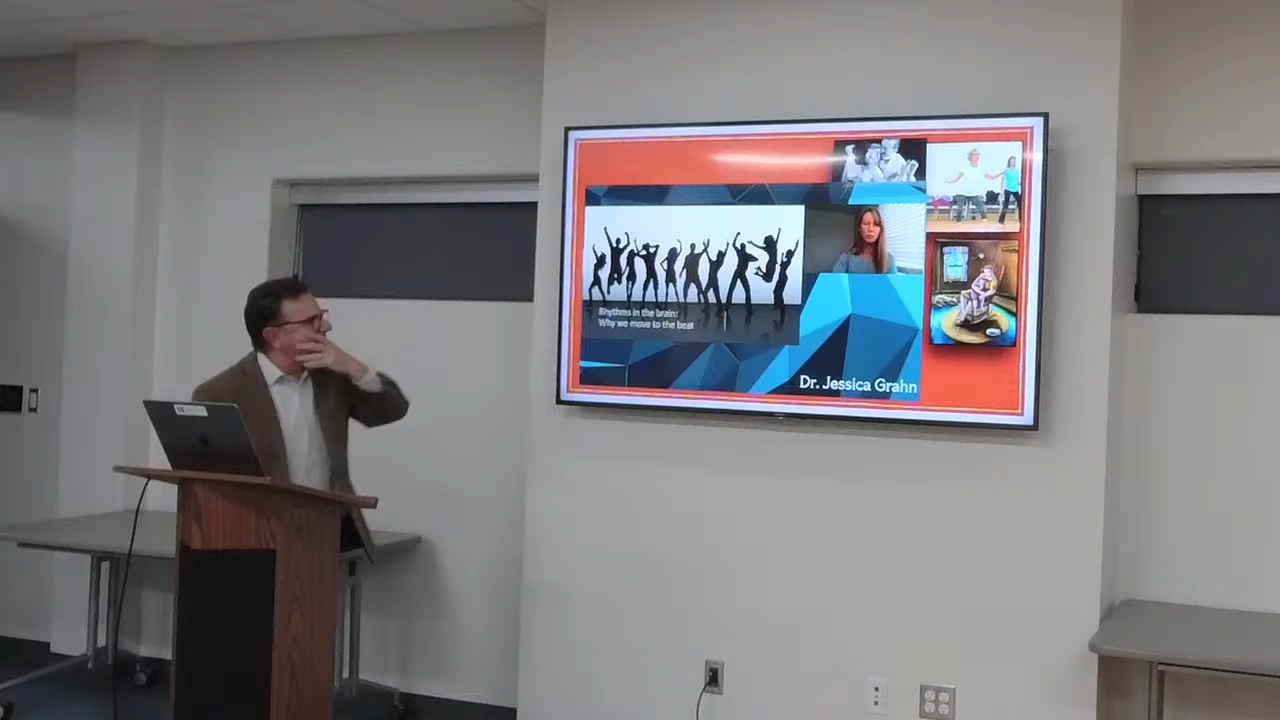 Rhythms in the brain:
Why we move to the beat
Dr. Jessica Grahn